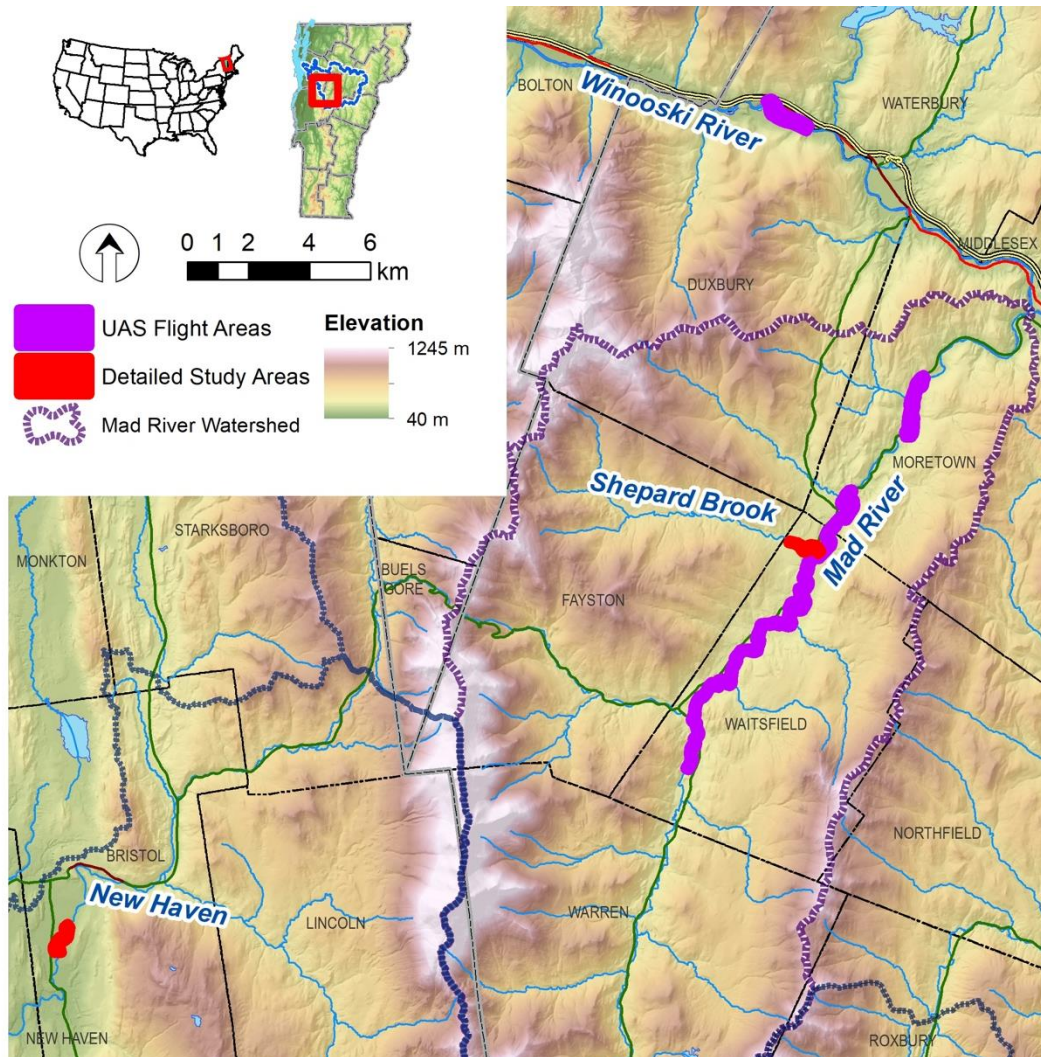 0 1 2 4 6
km
UAS Flight Areas
Detailed Study Areas
Mad River Watershed
Elevation
1245 m
40 m
BOLTON
Winooski River
WATERBURY
MIDDLESEX
DUXBURY
MORETOWN
Shepard Brook
Mad River
STARKSBORO
MONKTON
BUELS
GORE
FAYSTON
WAITSFIELD
NORTHFIELD
BRISTOL
New Haven
LINCOLN
WARREN
NEW HAVEN
ROXBURY